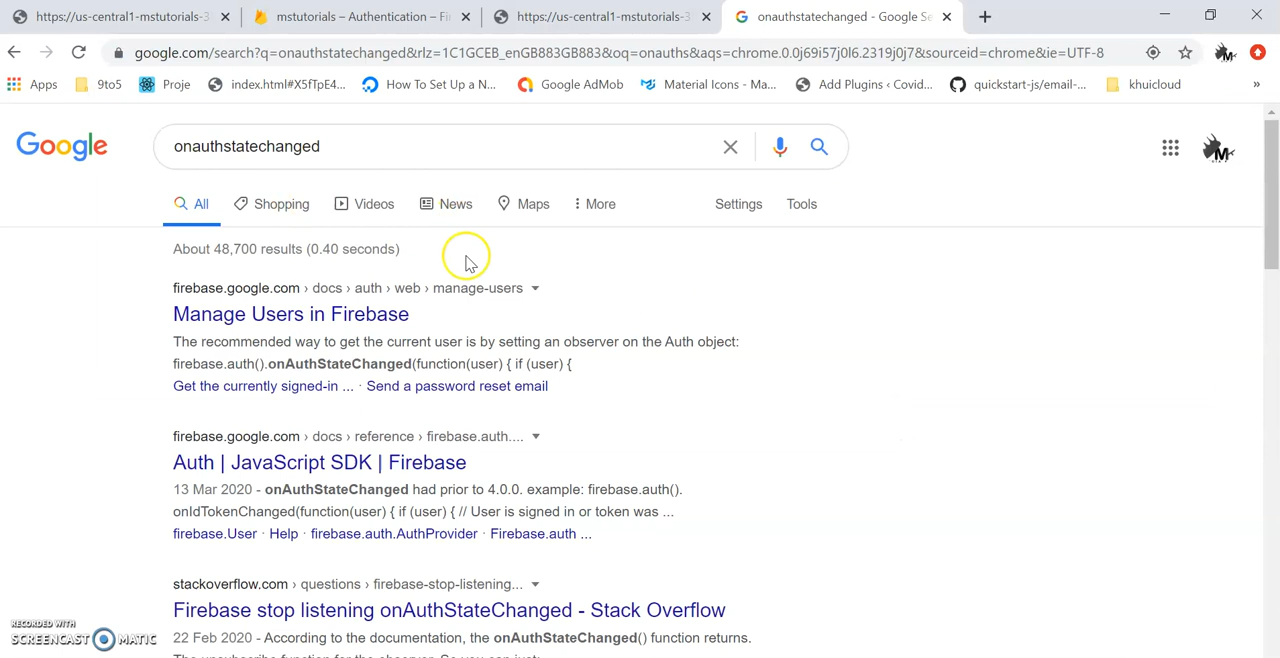 https://us-central1-mstutorials-3
mstutorials – Authentication – Fi
https://us-central1-mstutorials-3
onauthstatechanged - Google Se
google.com/search?q=onauthstatechanged&rlz=1C1GCEB_enGB883GB883&oq=onauths&aqs=chrome.0.0j69i57j0l6.2319j0j7&sourceid=chrome&ie=UTF-8
Apps
9to5
Proje
index.html#X5fTpE4...
How To Set Up a N...
Google AdMob
Material Icons - Ma...
Add Plugins ‹ Covid...
quickstart-js/email-...
khuicloud
»
Google
onauthstatechanged
All
Shopping
Videos
News
Maps
More
Settings
Tools
About 48,700 results (0.40 seconds)
firebase.google.com › docs › auth › web › manage-users
Manage Users in Firebase
The recommended way to get the current user is by setting an observer on the Auth object:
firebase.auth().onAuthStateChanged(function(user) { if (user) {
Get the currently signed-in ... · Send a password reset email
firebase.google.com › docs › reference › firebase.auth....
Auth | JavaScript SDK | Firebase
13 Mar 2020 - onAuthStateChanged had prior to 4.0.0. example: firebase.auth().
onIdTokenChanged(function(user) { if (user) { // User is signed in or token was ...
firebase.User · Help · firebase.auth.AuthProvider · Firebase.auth ...
stackoverflow.com › questions › firebase-stop-listening...
Firebase stop listening onAuthStateChanged - Stack Overflow
22 Feb 2020 - According to the documentation, the onAuthStateChanged() function returns.
RECORDED WITH
SCREENCAST MATIC